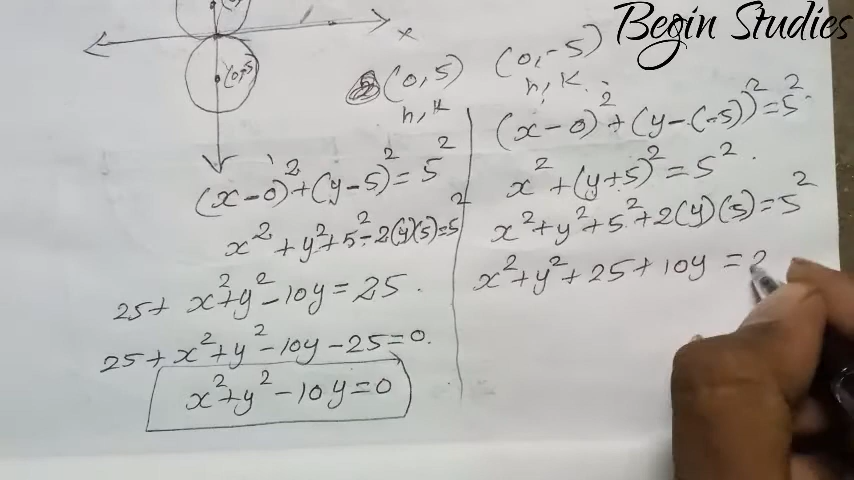 Begin Studies
x
(0,5)
h, k
(x-0)²+(y-5)²=5²
x²+y²+5²-2(y)(5)=5²
25+ x²+y²-10y=25.
25+x²+y²-10y-25=0.
x²+y²-10y=0
(0,-5)
h, k.
(x-0)²+(y-(-5))²=5²
x²+(y+5)²=5².
x²+y²+5²+2(y)(5)=5²
x²+y²+25+10y=2